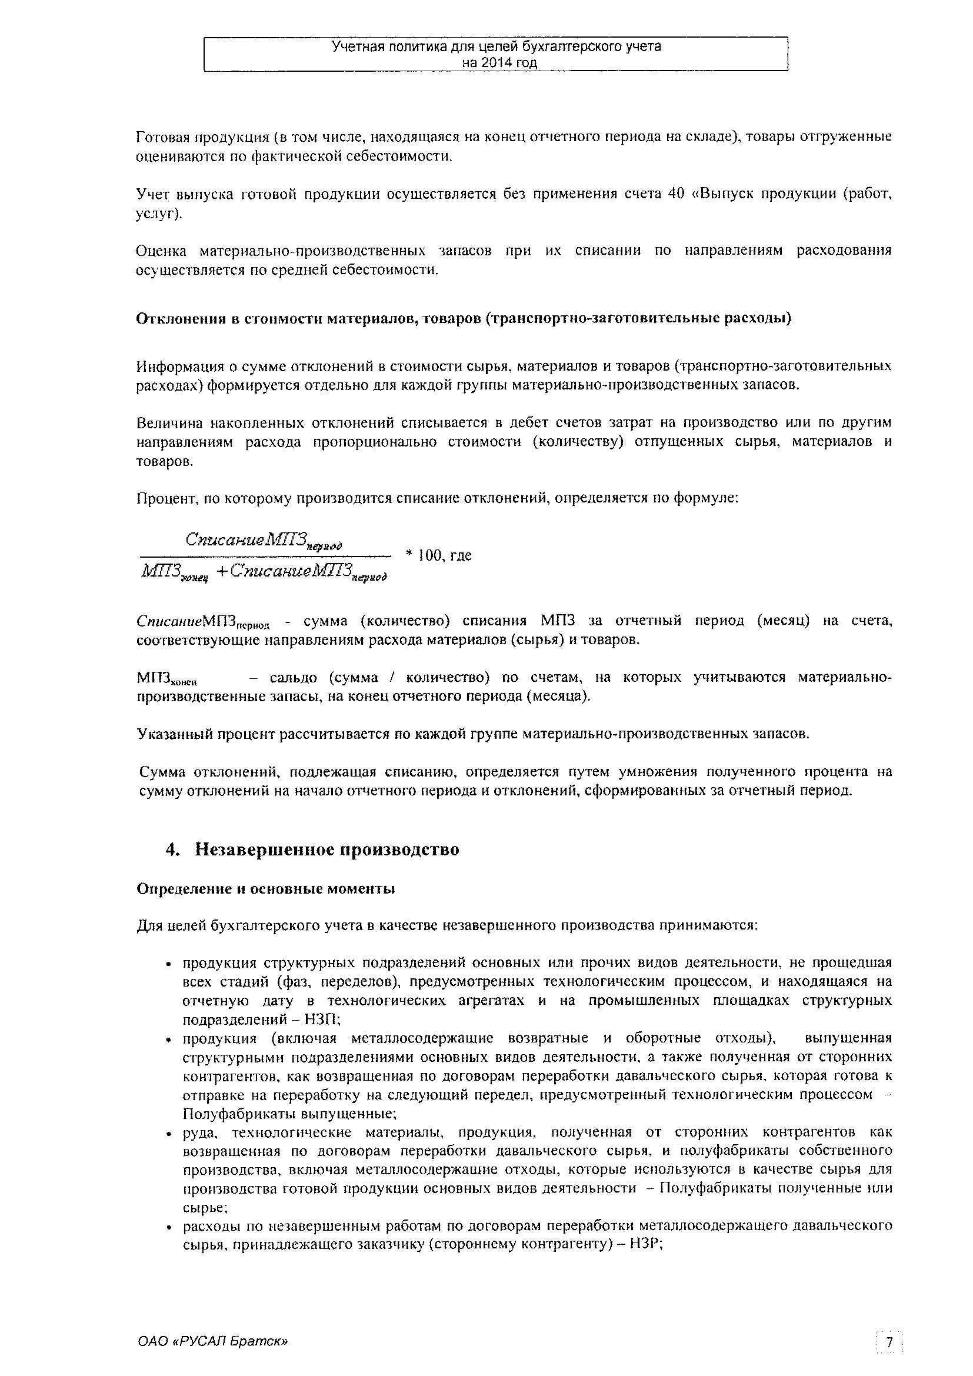 Учетная политика для целей бухгалтерского учета
на 2014 год
Готовая продукция (в том числе, находящаяся на конец отчетного периода на складе), товары отгруженные
оцениваются по фактической себестоимости.
Учет выпуска готовой продукции осуществляется без применения счета 40 «Выпуск продукции (работ,
услуг).
Оценка материально-производственных запасов при их списании по направлениям расходования
осуществляется по средней себестоимости.
Отклонения в стоимости материалов, товаров (транспортно-заготовительные расходы)
Информация о сумме отклонений в стоимости сырья, материалов и товаров (транспортно-заготовительных
расходах) формируется отдельно для каждой группы материально-производственных запасов.
Величина накопленных отклонений списывается в дебет счетов затрат на производство или по другим
направлениям расхода пропорционально стоимости (количеству) отпущенных сырья, материалов и
товаров.
Процент, по которому производится списание отклонений, определяется по формуле:
СписаниеМПЗпериод
* 100, где
МПЗконец + СписаниеМПЗпериод
СписаниеМПЗпериод - сумма (количество) списания МПЗ за отчетный период (месяц) на счета,
соответствующие направлениям расхода материалов (сырья) и товаров.
МПЗконец – сальдо (сумма / количество) по счетам, на которых учитываются материально-
производственные запасы, на конец отчетного периода (месяца).
Указанный процент рассчитывается по каждой группе материально-производственных запасов.
Сумма отклонений, подлежащая списанию, определяется путем умножения полученного процента на
сумму отклонений на начало отчетного периода и отклонений, сформированных за отчетный период.
4. Незавершенное производство
Определение и основные моменты
Для целей бухгалтерского учета в качестве незавершенного производства принимаются:
• продукция структурных подразделений основных или прочих видов деятельности, не прошедшая
всех стадий (фаз, переделов), предусмотренных технологическим процессом, и находящаяся на
отчетную дату в технологических агрегатах и на промышленных площадках структурных
подразделений – НЗП;
• продукция (включая металлосодержащие возвратные и оборотные отходы), выпущенная
структурными подразделениями основных видов деятельности, а также полученная от сторонних
контрагентов, как возвращенная по договорам переработки давальческого сырья, которая готова к
отправке на переработку на следующий передел, предусмотренный технологическим процессом –
Полуфабрикаты выпущенные;
• руда, технологические материалы, продукция, полученная от сторонних контрагентов как
возвращенная по договорам переработки давальческого сырья, и полуфабрикаты собственного
производства, включая металлосодержащие отходы, которые используются в качестве сырья для
производства готовой продукции основных видов деятельности – Полуфабрикаты полученные или
сырье;
• расходы по незавершенным работам по договорам переработки металлосодержащего давальческого
сырья, принадлежащего заказчику (стороннему контрагенту) – НЗР;
ОАО «РУСАЛ Братск»
7